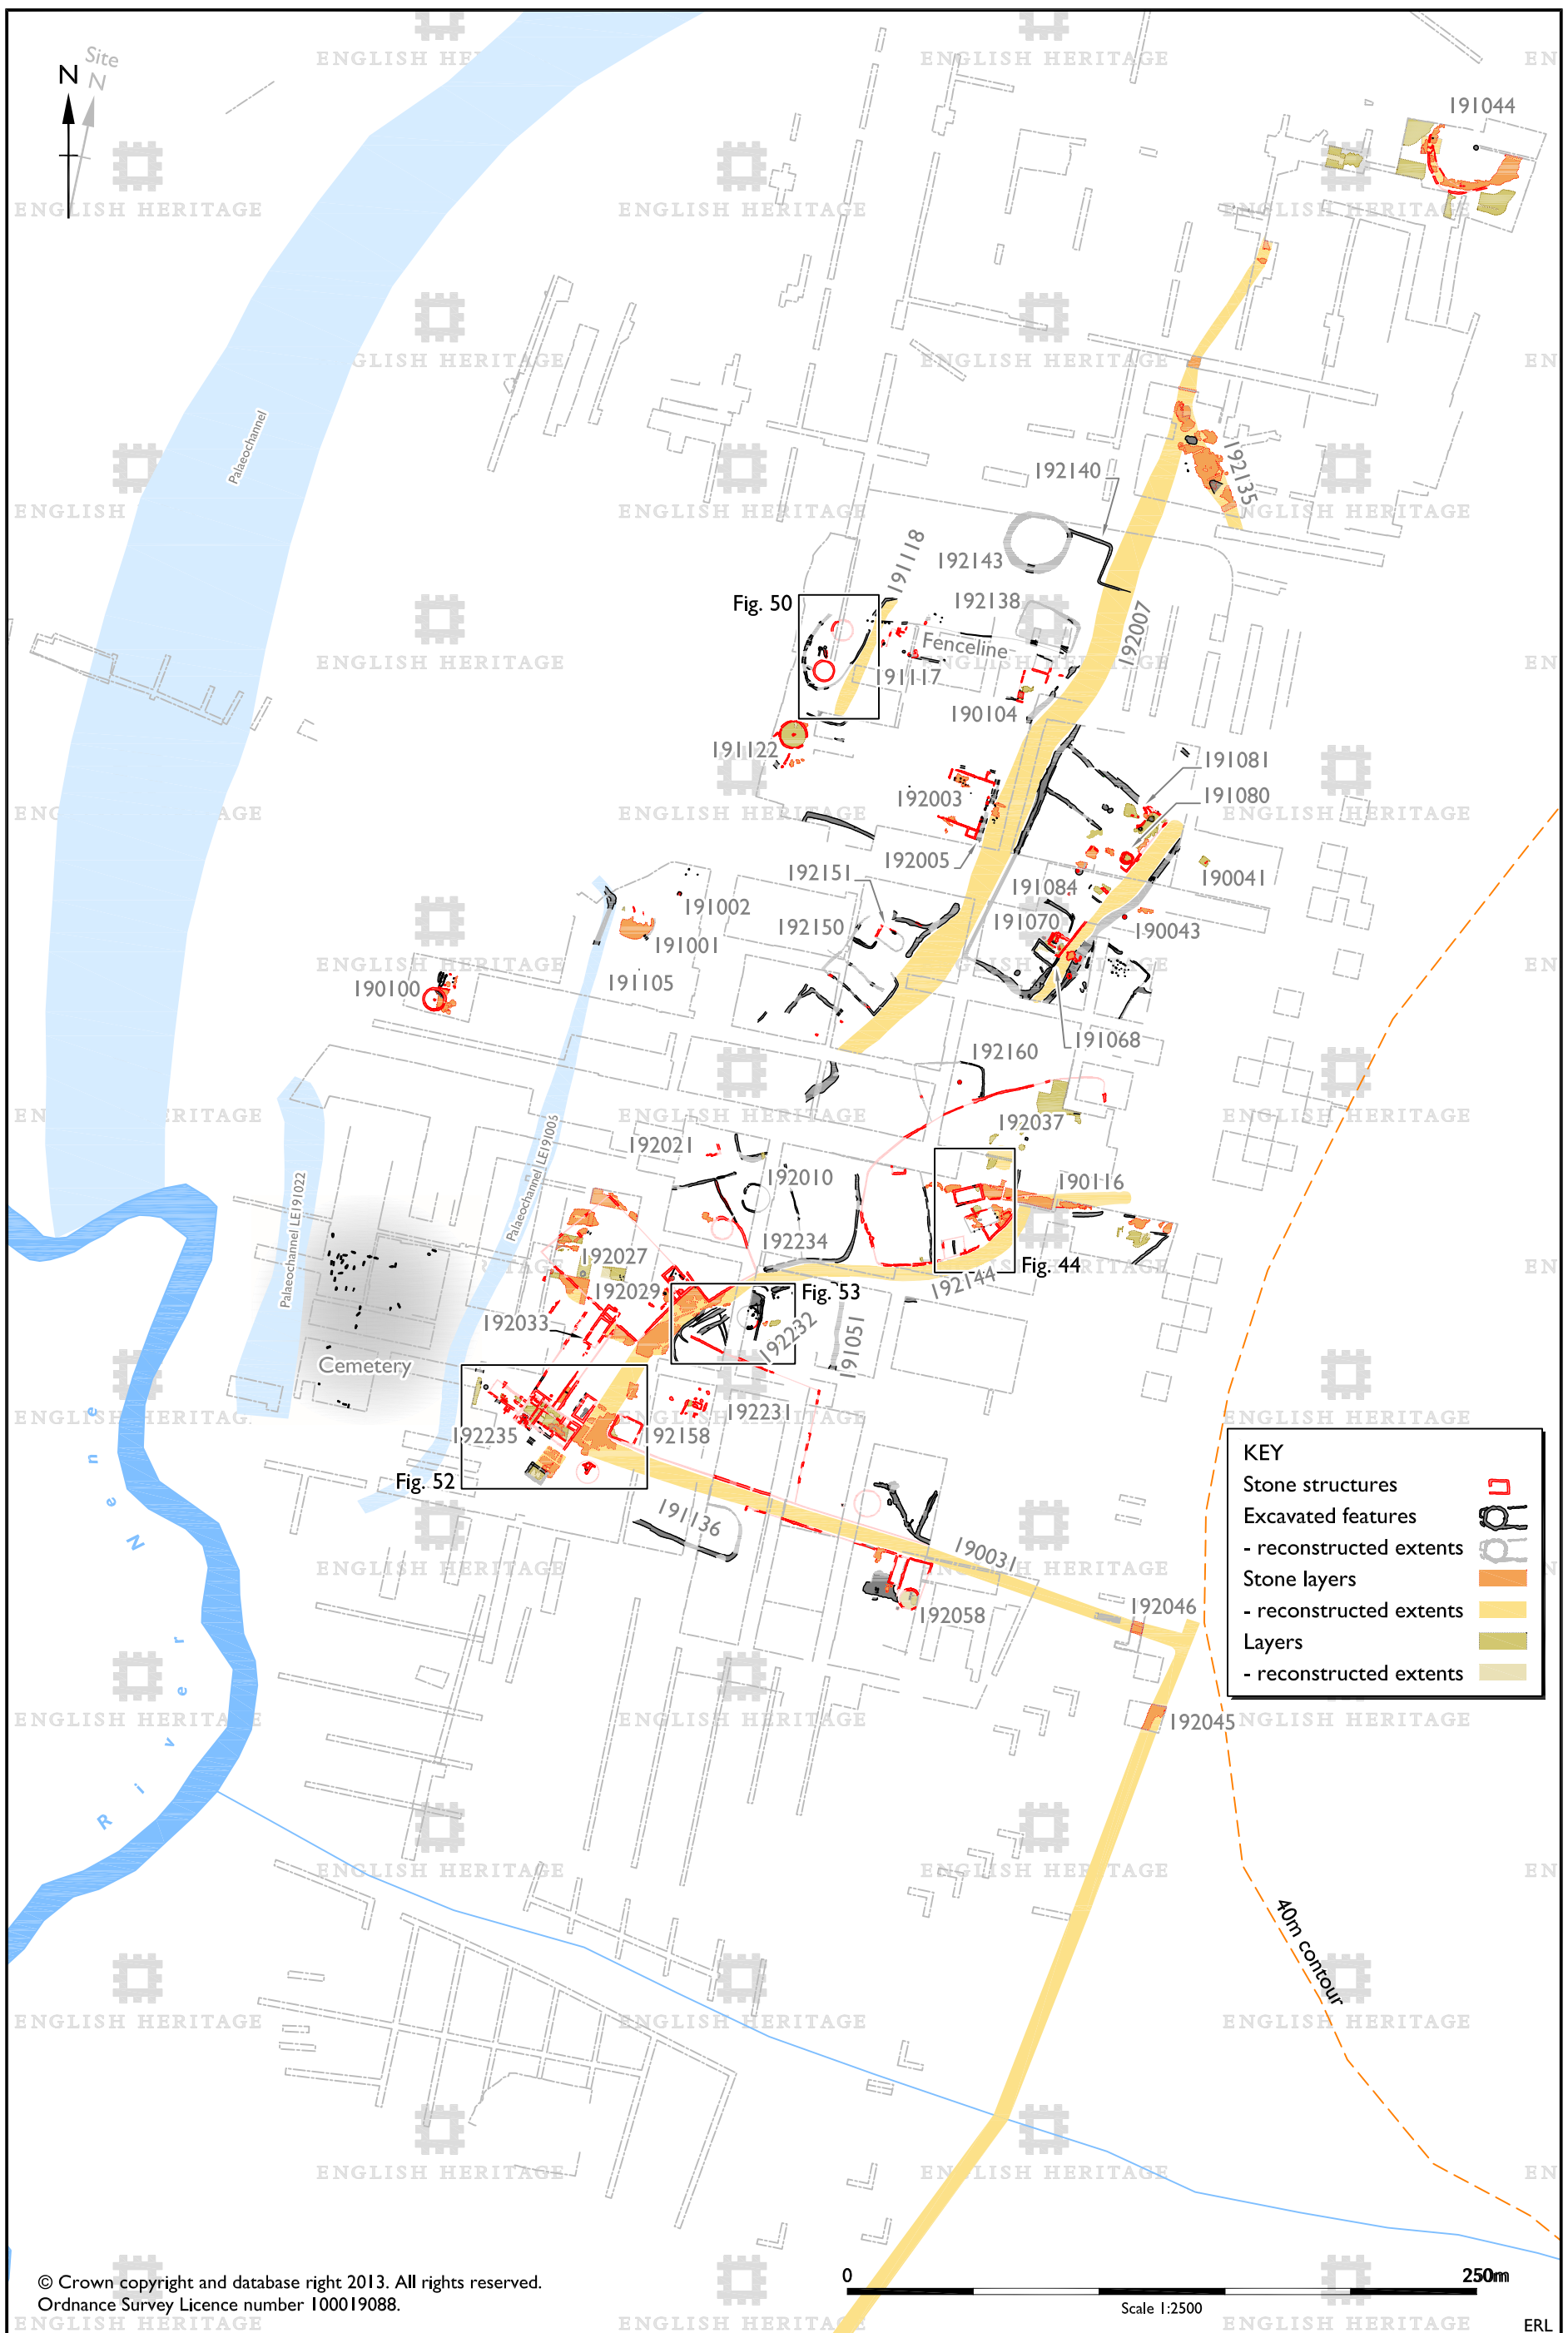 N
Site
N
191044
Palaeochannel
192140
192135
191118
192143
192138
Fig. 50
192007
Fenceline
191117
190104
191122
191081
191080
192003
192005
192151
190041
191084
191002
192150
191070
190043
191001
190100
191105
191068
192160
192037
192021
192010
190116
Palaeochannel LE191005
Palaeochannel LE191022
192234
192027
Fig. 44
192144
192029
Fig. 53
192033
192232
191051
Cemetery
192231
192235
192158
Fig. 52
191136
190031
192058
192046
192045
River Nene
40m contour
KEY
Stone structures
Excavated features
- reconstructed extents
Stone layers
- reconstructed extents
Layers
- reconstructed extents
© Crown copyright and database right 2013. All rights reserved.
Ordnance Survey Licence number 100019088.
0
250m
Scale 1:2500
ERL
ENGLISH HERITAGE